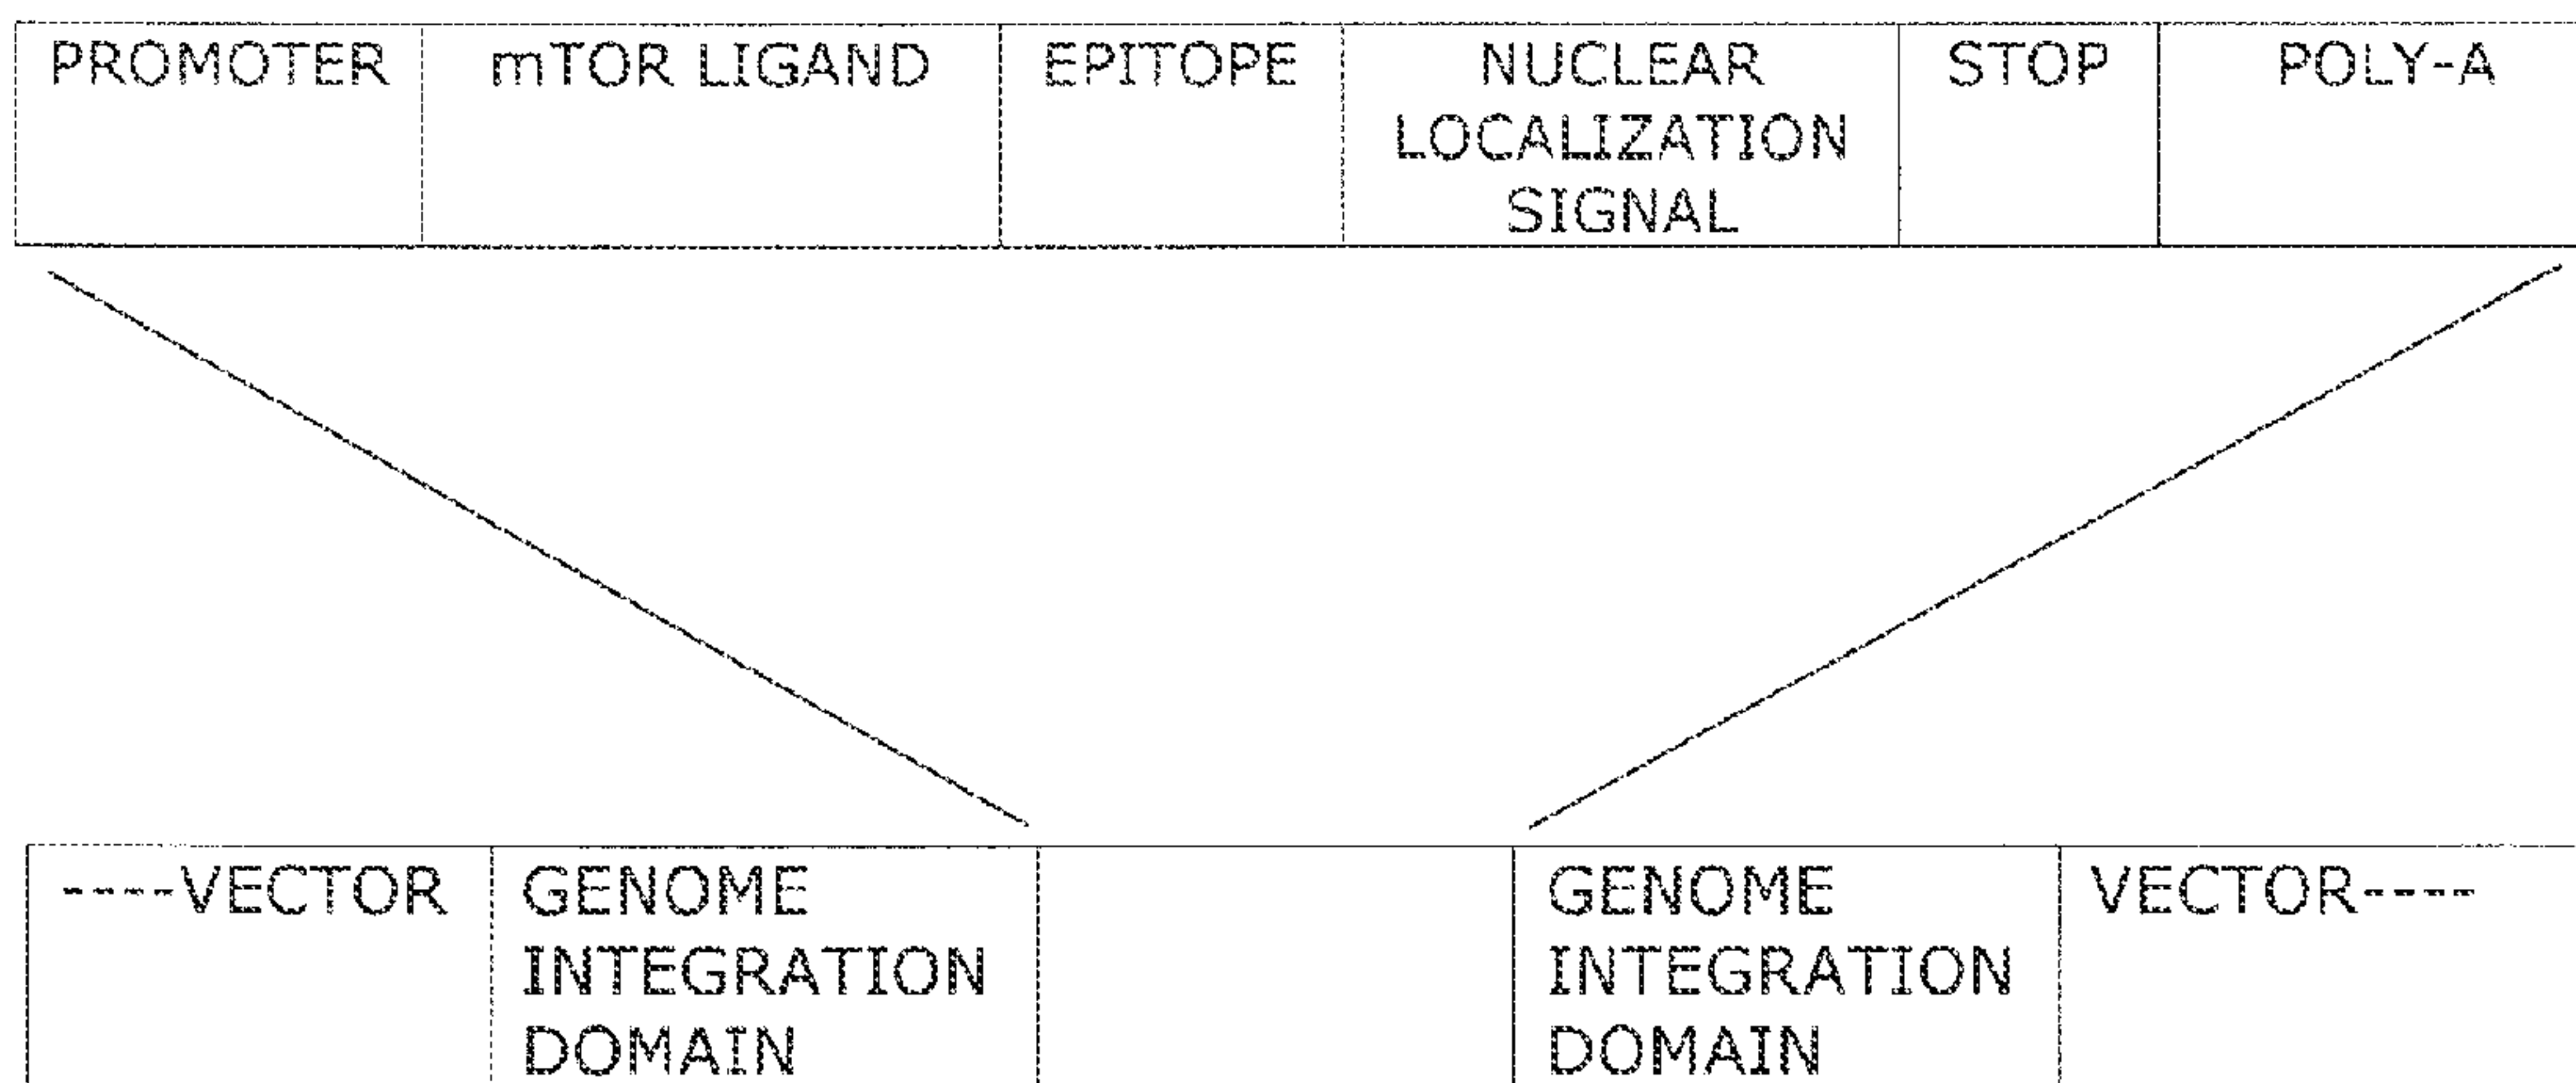 PROMOTER mTOR LIGAND EPITOPE NUCLEAR STOP POLY-A
LOCALIZATION
SIGNAL
----VECTOR GENOME GENOME VECTOR----
INTEGRATION INTEGRATION
DOMAIN DOMAIN